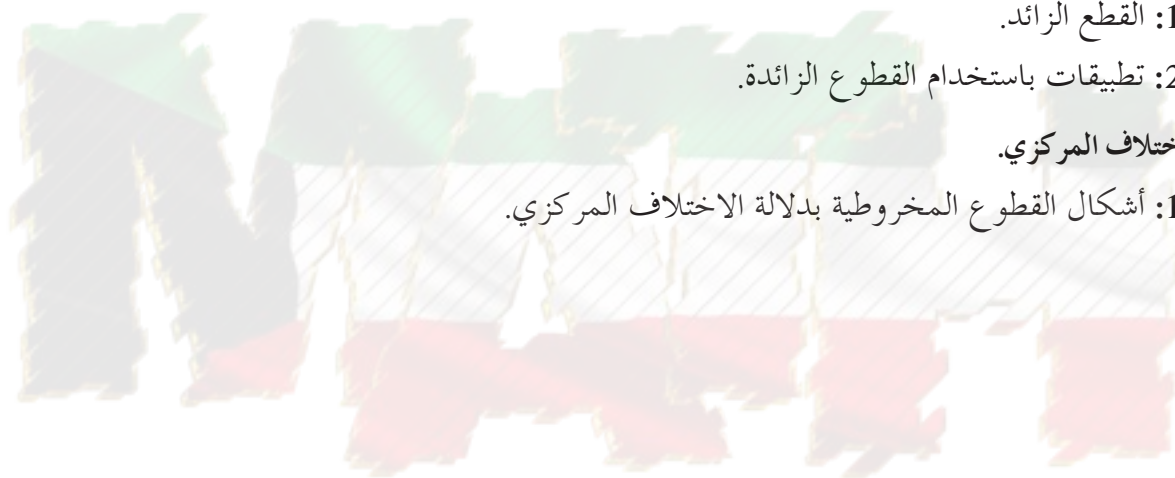 1: القطع الزائد.
2: تطبيقات باستخدام القطوع الزائدة.
ختلاف المركزي.
1: أشكال القطوع المخروطية بدلالة الاختلاف المركزي.